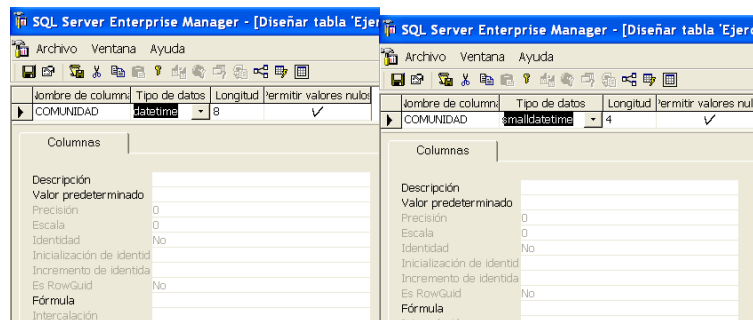 SQL Server Enterprise Manager - [Diseñar tabla 'Ejer
Archivo Ventana Ayuda
Nombre de columna Tipo de datos Longitud Permitir valores nulos
COMUNIDAD datetime 8
Columnas
Descripción
Valor predeterminado
Precisión 0
Escala 0
Identidad No
Inicialización de identid
Incremento de identida
Es RowGuid No
Fórmula
Intercalación
SQL Server Enterprise Manager - [Diseñar tabla 'Ejerc
Archivo Ventana Ayuda
Nombre de columna Tipo de datos Longitud Permitir valores nul
COMUNIDAD smalldatetime 4
Columnas
Descripción
Valor predeterminado
Precisión 0
Escala 0
Identidad No
Inicialización de identid
Incremento de identida
Es RowGuid No
Fórmula